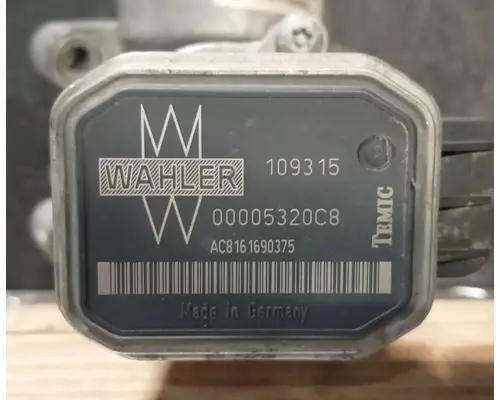 W
WAHLER
W
109315
00005320C8
AC8161690375
Made in Germany
TEMIC